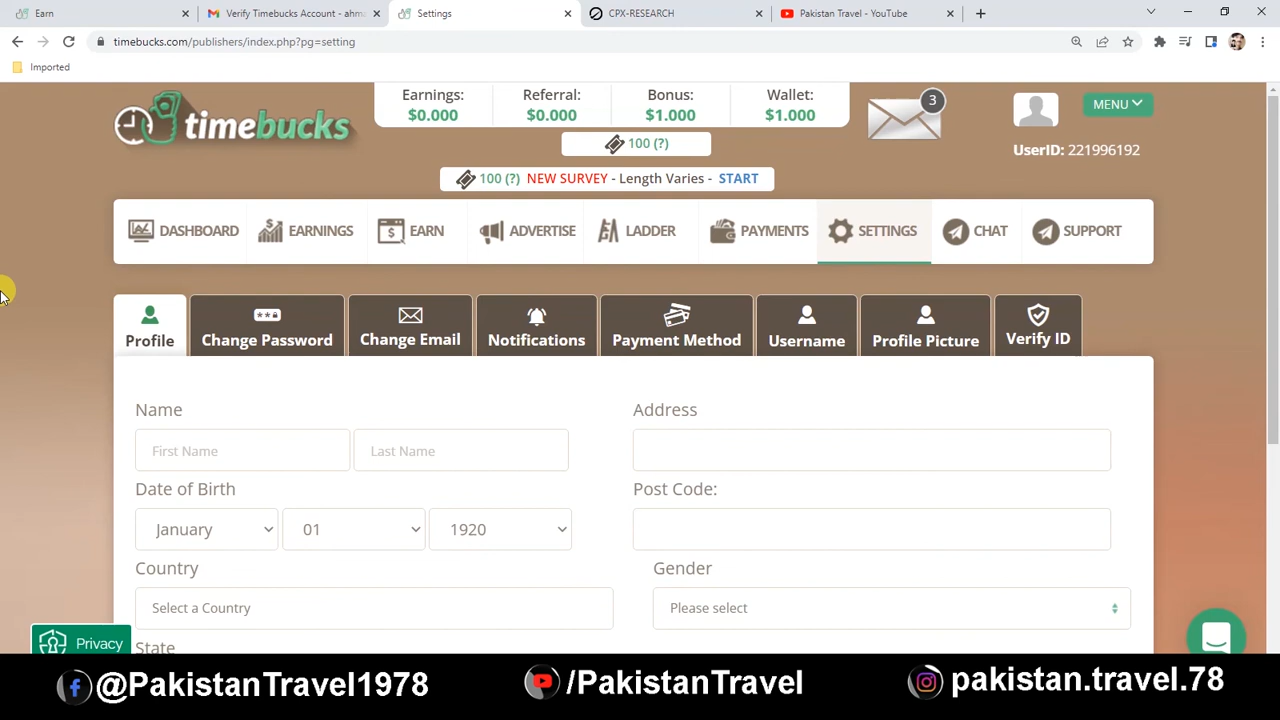 Earn
Verify Timebucks Account - ahma
Settings
CPX-RESEARCH
Pakistan Travel - YouTube
timebucks.com/publishers/index.php?pg=setting
Imported
timebucks
Earnings: Referral: Bonus: Wallet:
$0.000 $0.000 $1.000 $1.000
3
MENU
100 (?)
UserID: 221996192
100 (?) NEW SURVEY - Length Varies - START
DASHBOARD EARNINGS EARN ADVERTISE LADDER PAYMENTS SETTINGS CHAT SUPPORT
Profile Change Password Change Email Notifications Payment Method Username Profile Picture Verify ID
Name Address
First Name Last Name
Date of Birth Post Code:
January 01 1920
Country Gender
Select a Country Please select
Privacy
State
@PakistanTravel1978 /PakistanTravel pakistan.travel.78